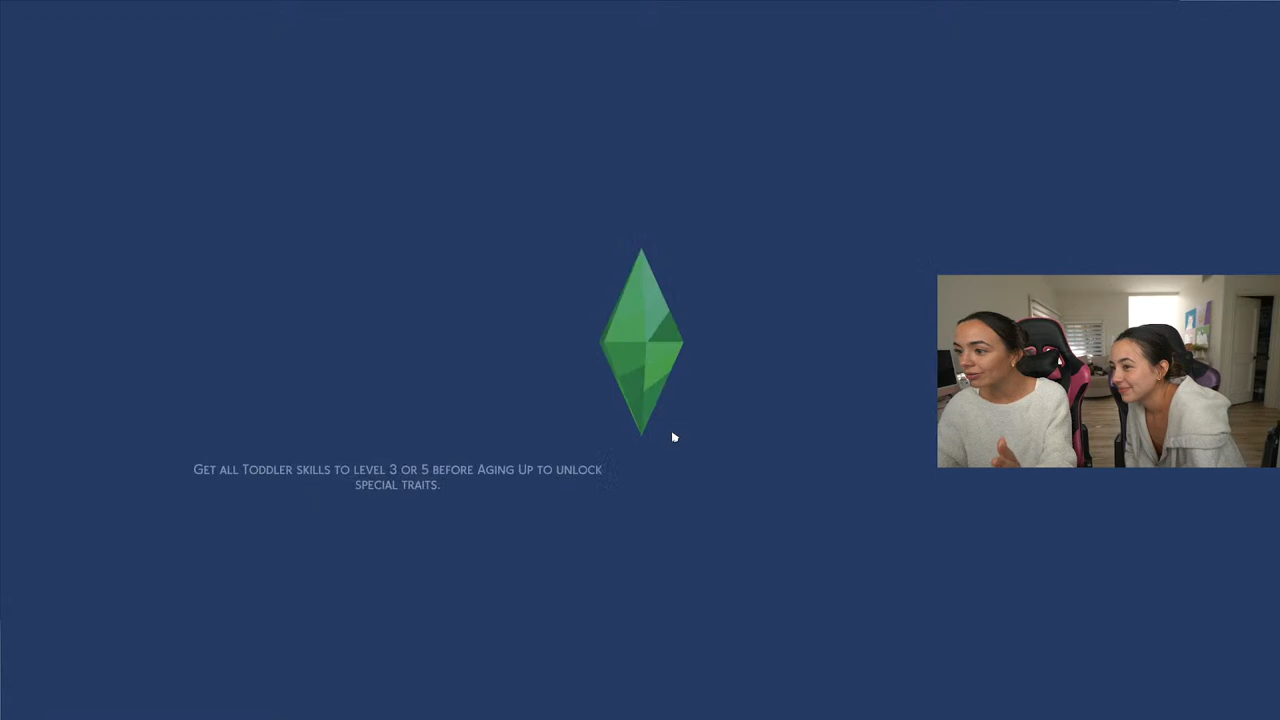 Get all Toddler skills to level 3 or 5 before Aging Up to unlock
special traits.